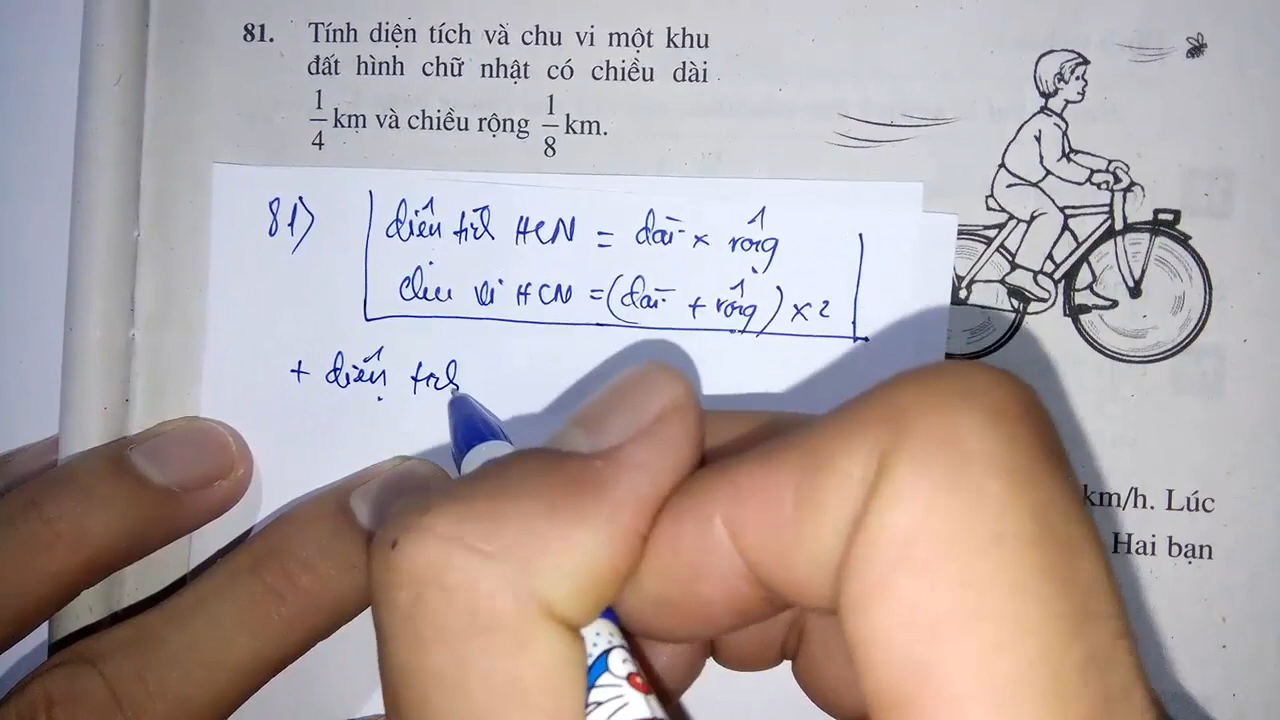 81. Tính diện tích và chu vi một khu
đất hình chữ nhật có chiều dài
1/4 km và chiều rộng 1/8 km.
81) diện tích HCN = dài x rộng
chu vi HCN = (dài + rộng) x 2
+ diện tích
km/h. Lúc
Hai bạn